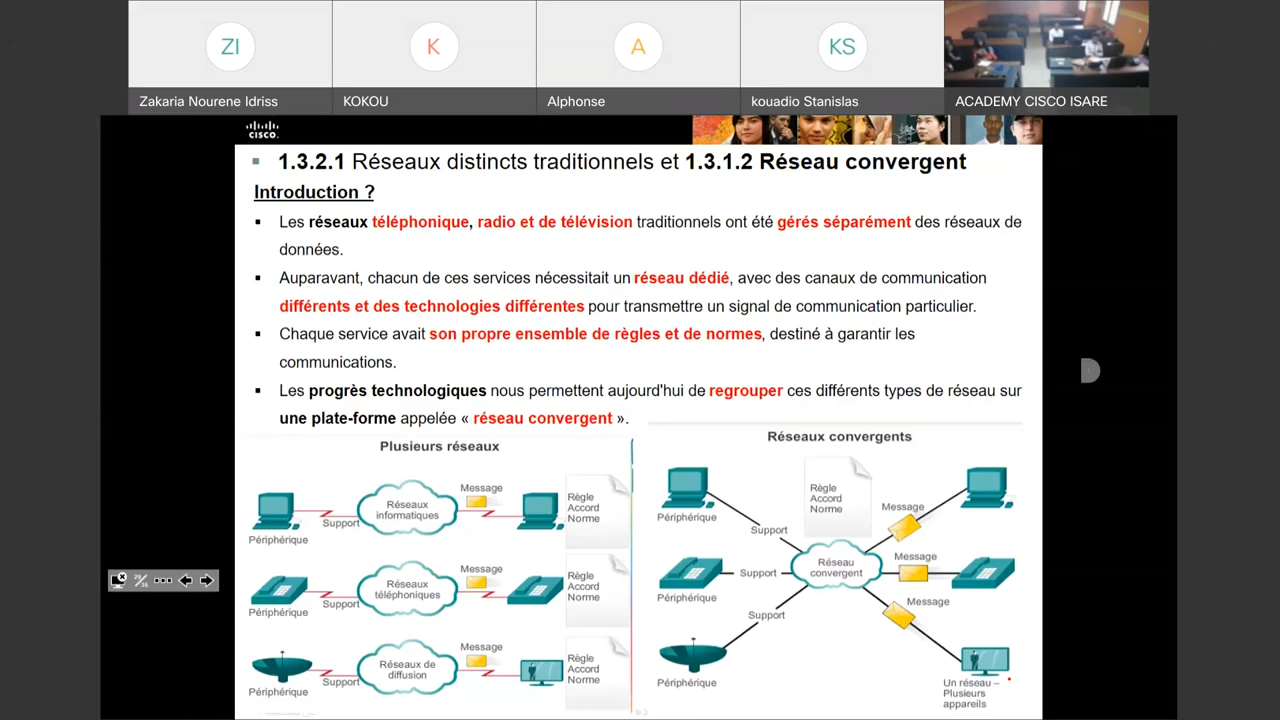 ZI
K
A
KS
Zakaria Nourene Idriss
KOKOU
Alphonse
kouadio Stanislas
ACADEMY CISCO ISARE
CISCO
1.3.2.1 Réseaux distincts traditionnels et 1.3.1.2 Réseau convergent
Introduction ?
Les réseaux téléphonique, radio et de télévision traditionnels ont été gérés séparément des réseaux de
données.
Auparavant, chacun de ces services nécessitait un réseau dédié, avec des canaux de communication
différents et des technologies différentes pour transmettre un signal de communication particulier.
Chaque service avait son propre ensemble de règles et de normes, destiné à garantir les
communications.
Les progrès technologiques nous permettent aujourd'hui de regrouper ces différents types de réseau sur
une plate-forme appelée « réseau convergent ».
Plusieurs réseaux
Périphérique
Support
Réseaux
informatiques
Message
Règle
Accord
Norme
Périphérique
Support
Réseaux
téléphoniques
Message
Règle
Accord
Norme
Périphérique
Support
Réseaux de
diffusion
Message
Règle
Accord
Norme
Réseaux convergents
Règle
Accord
Norme
Périphérique
Support
Message
Périphérique
Support
Réseau
convergent
Message
Périphérique
Support
Message
Un réseau –
Plusieurs
appareils
29/36